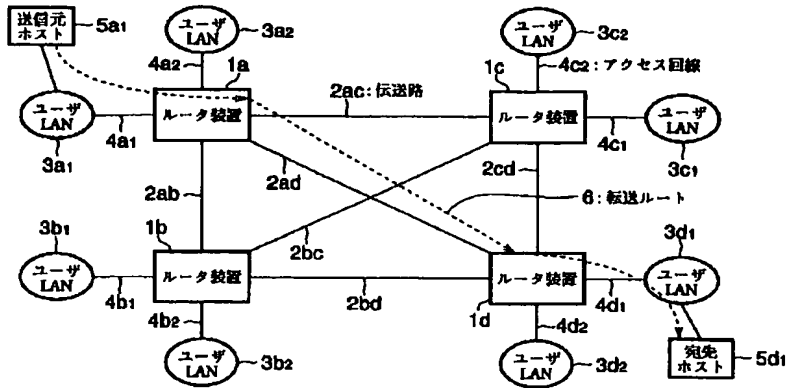 送信元
ホスト
5a1
ユーザ
LAN
3a2
4a2
1a
ユーザ
LAN
3c2
1c
4c2:アクセス回線
2ac:伝送路
ユーザ
LAN
3a1
4a1
ルータ装置
ルータ装置
4c1
ユーザ
LAN
3c1
2ab
2ad
2cd
6:転送ルート
3b1
1b
2bc
3d1
ユーザ
LAN
4b1
ルータ装置
2bd
ルータ装置
1d
4d1
ユーザ
LAN
4b2
4d2
ユーザ
LAN
3b2
ユーザ
LAN
3d2
宛先
ホスト
5d1